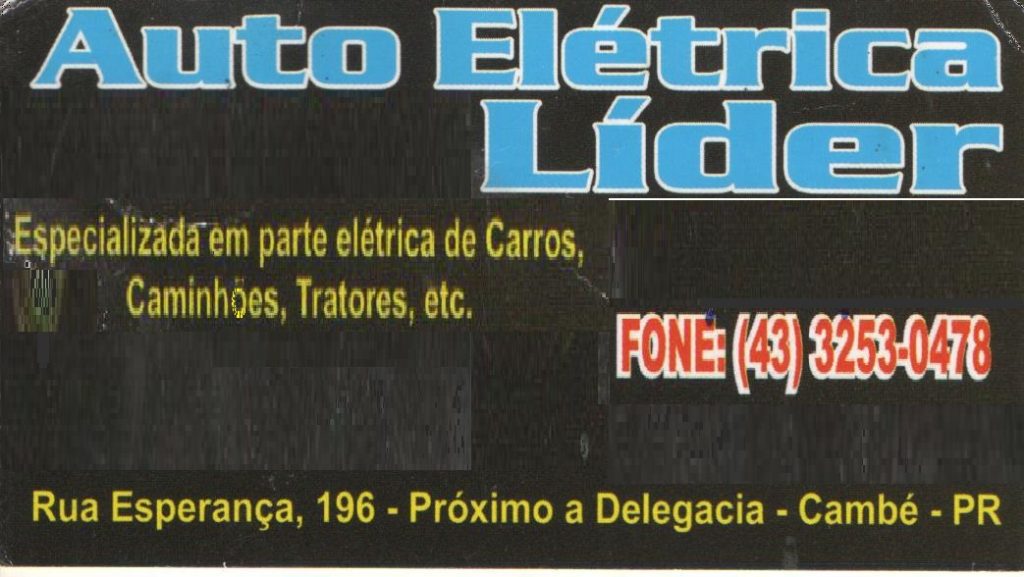 Auto Elétrica
Líder
Especializada em parte elétrica de Carros,
Caminhões, Tratores, etc.
FONE: (43) 3253-0478
Rua Esperança, 196 - Próximo a Delegacia - Cambé - PR